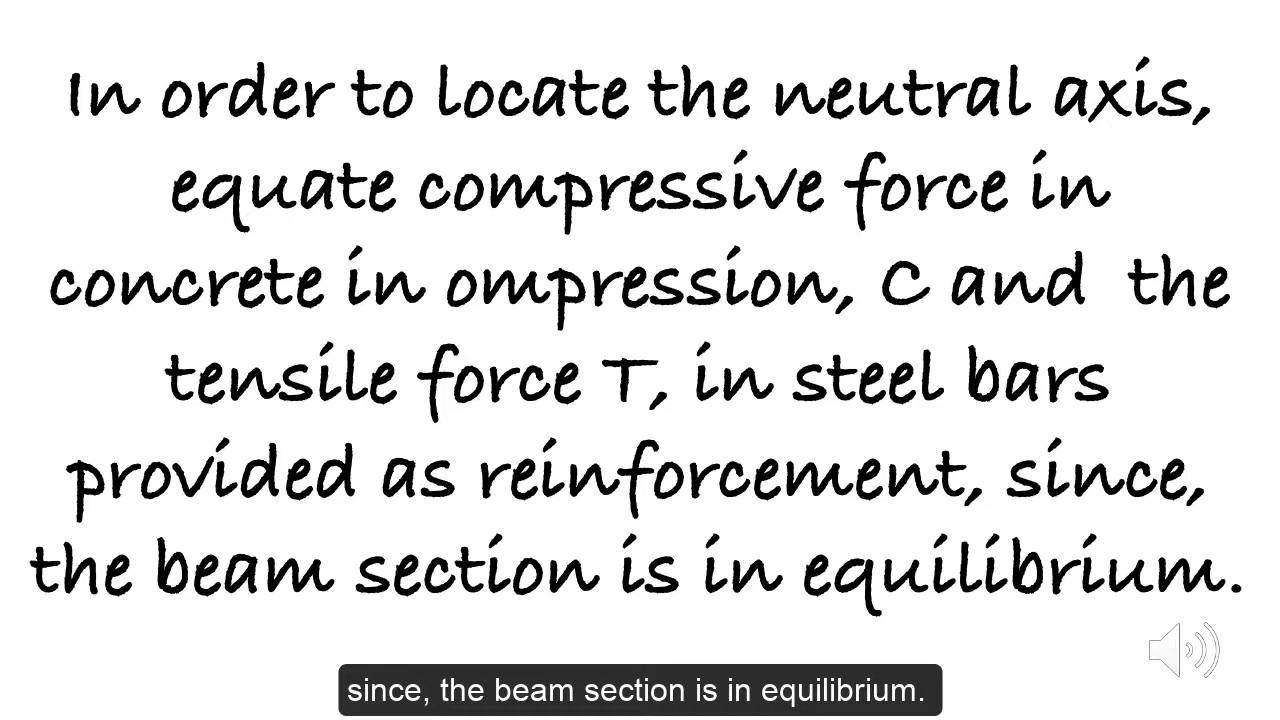 In order to locate the neutral axis,
equate compressive force in
concrete in ompression, C and the
tensile force T, in steel bars
provided as reinforcement, since,
the beam section is in equilibrium.
since, the beam section is in equilibrium.